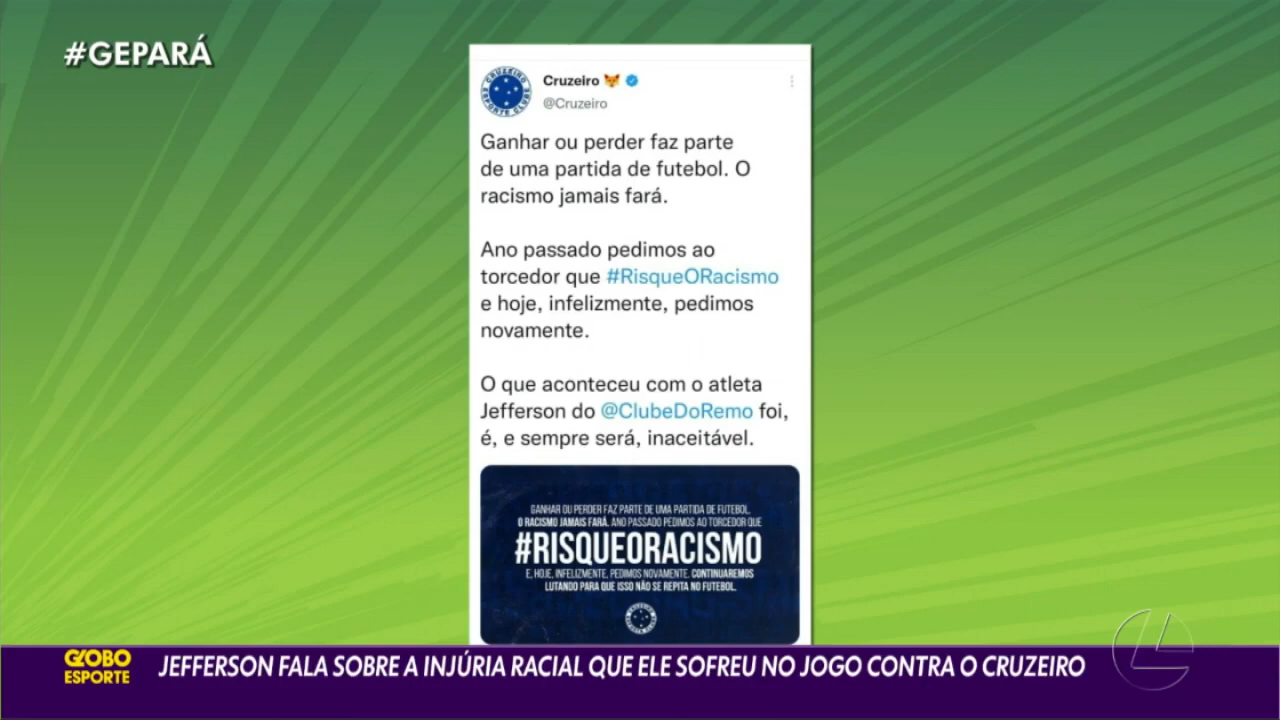 #GEPARÁ
CRUZEIRO
ESPORTE CLUBE
Cruzeiro
@Cruzeiro
Ganhar ou perder faz parte
de uma partida de futebol. O
racismo jamais fará.
Ano passado pedimos ao
torcedor que #RisqueORacismo
e hoje, infelizmente, pedimos
novamente.
O que aconteceu com o atleta
Jefferson do @ClubeDoRemo foi,
é, e sempre será, inaceitável.
GANHAR OU PERDER FAZ PARTE DE UMA PARTIDA DE FUTEBOL.
O RACISMO JAMAIS FARÁ. ANO PASSADO PEDIMOS AO TORCEDOR QUE
#RISQUEORACISMO
E, HOJE, INFELIZMENTE, PEDIMOS NOVAMENTE. CONTINUAREMOS
LUTANDO PARA QUE ISSO NÃO SE REPITA NO FUTEBOL.
GLOBO
ESPORTE
JEFFERSON FALA SOBRE A INJÚRIA RACIAL QUE ELE SOFREU NO JOGO CONTRA O CRUZEIRO